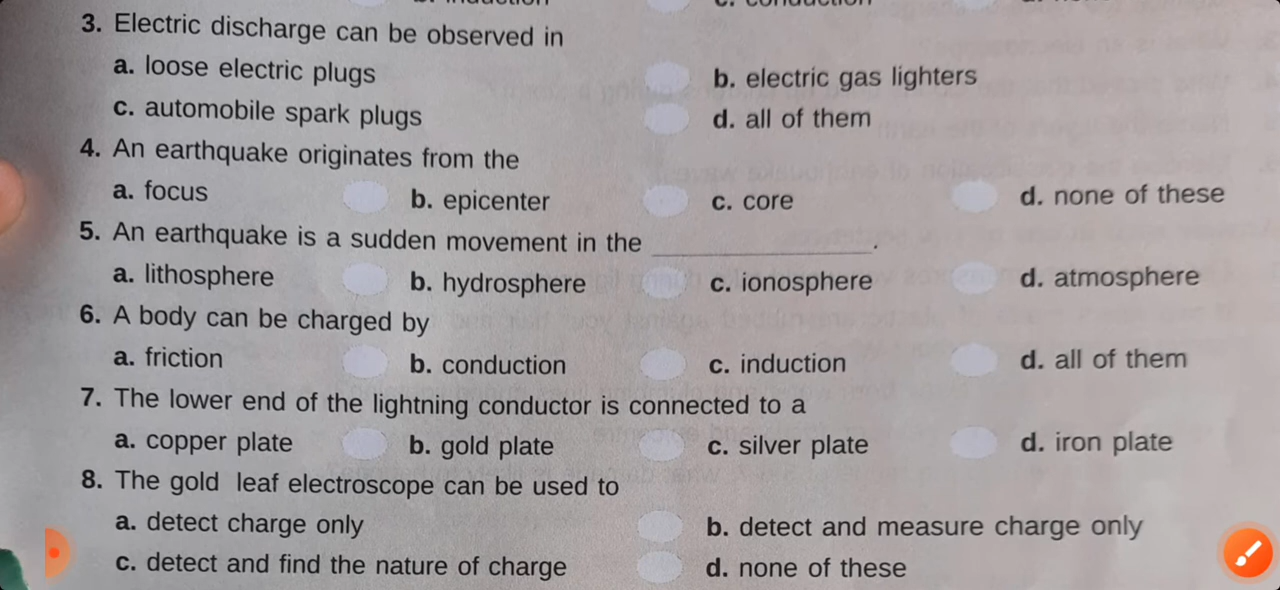 3. Electric discharge can be observed in
a. loose electric plugs b. electric gas lighters
c. automobile spark plugs d. all of them
4. An earthquake originates from the
a. focus b. epicenter c. core d. none of these
5. An earthquake is a sudden movement in the ____________.
a. lithosphere b. hydrosphere c. ionosphere d. atmosphere
6. A body can be charged by
a. friction b. conduction c. induction d. all of them
7. The lower end of the lightning conductor is connected to a
a. copper plate b. gold plate c. silver plate d. iron plate
8. The gold leaf electroscope can be used to
a. detect charge only b. detect and measure charge only
c. detect and find the nature of charge d. none of these